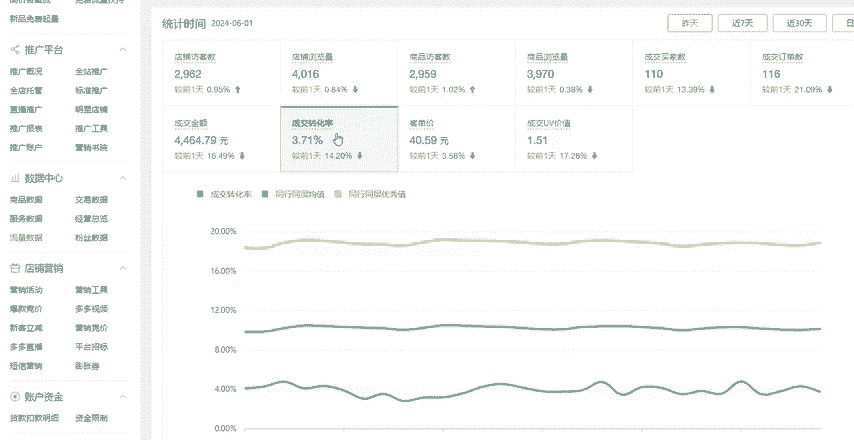 新品免费起量
推广平台
推广概况 全站推广
全店托管 标准推广
直播推广 明星店铺
推广报表 推广工具
推广账户 营销书院
数据中心
商品数据 交易数据
服务数据 经营总览
流量数据 粉丝数据
店铺营销
营销活动 营销工具
爆款竞价 多多视频
新客立减 营销竞价
多多直播 平台招标
短信营销 膨胀券
账户资金
货款扣款明细 资金限制
统计时间 2024-06-01
昨天 近7天 近30天 日
店铺访客数 店铺浏览量 商品访客数 商品浏览量 成交买家数 成交订单数
2,962 4,016 2,959 3,970 110 116
较前1天 0.95% 较前1天 0.84% 较前1天 1.02% 较前1天 0.38% 较前1天 13.39% 较前1天 21.09%
成交金额 成交转化率 客单价 成交UV价值
4,464.79 元 3.71% 40.59 元 1.51
较前1天 16.49% 较前1天 14.20% 较前1天 3.58% 较前1天 17.28%
成交转化率 同行同层均值 同行同层优秀值
20.00%
16.00%
12.00%
8.00%
4.00%
0.00%